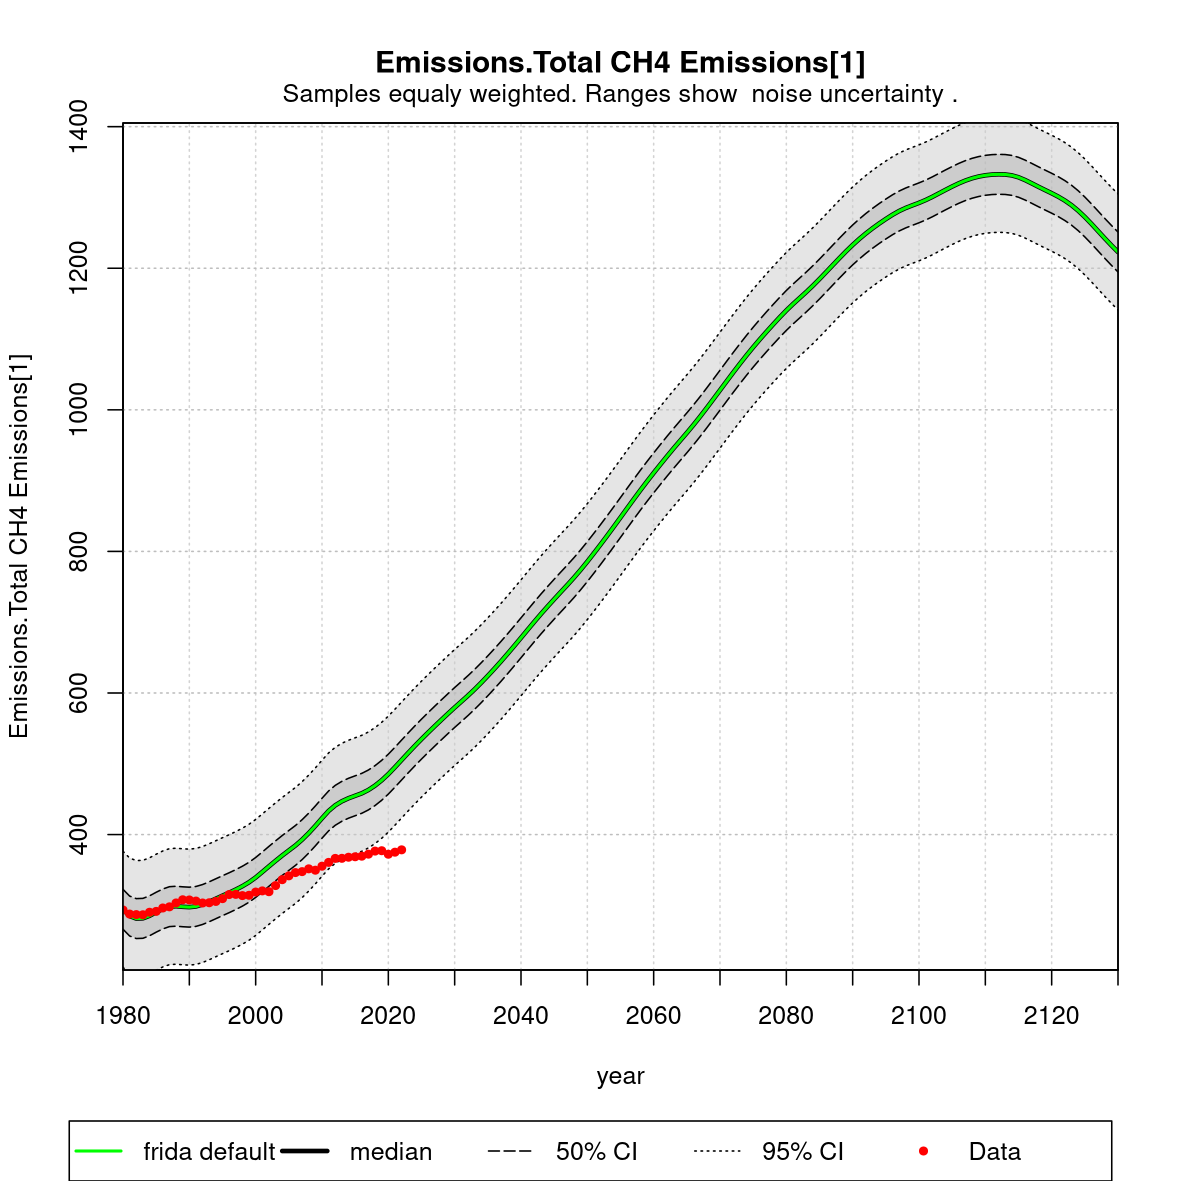 Emissions.Total CH4 Emissions[1]
Samples equaly weighted. Ranges show  noise uncertainty .
Emissions.Total CH4 Emissions[1]
1400
1200
1000
800
600
400
1980 2000 2020 2040 2060 2080 2100 2120
year
frida default median 50% CI 95% CI Data